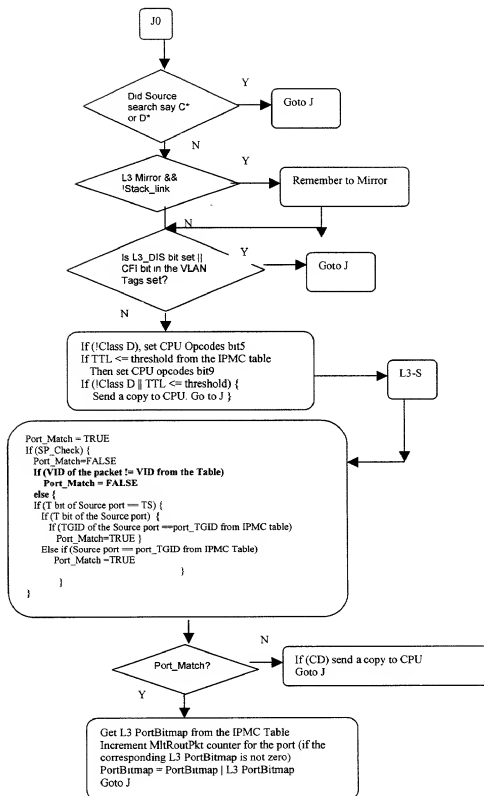 J0
Did Source
search say C*
or D*
Y
Goto J
N
L3 Mirror &&
!Stack_link
Y
Remember to Mirror
N
Is L3_DIS bit set ||
CFI bit in the VLAN
Tags set?
Y
Goto J
N
If (!Class D), set CPU Opcodes bit5
If TTL <= threshold from the IPMC table
Then set CPU opcodes bit9
If (!Class D || TTL <= threshold) {
Send a copy to CPU. Go to J }
L3-S
Port_Match = TRUE
If (SP_Check) {
Port_Match=FALSE
If (VID of the packet != VID from the Table)
Port_Match = FALSE
else {
If (T bit of Source port == TS) {
If (T bit of the Source port) {
If (TGID of the Source port ==port_TGID from IPMC table)
Port_Match=TRUE }
Else if (Source port == port_TGID from IPMC Table)
Port_Match =TRUE
}
}
}
Port_Match?
N
If (CD) send a copy to CPU
Goto J
Y
Get L3 PortBitmap from the IPMC Table
Increment MltRoutPkt counter for the port (if the
corresponding L3 PortBitmap is not zero)
PortBitmap = PortBitmap | L3 PortBitmap
Goto J